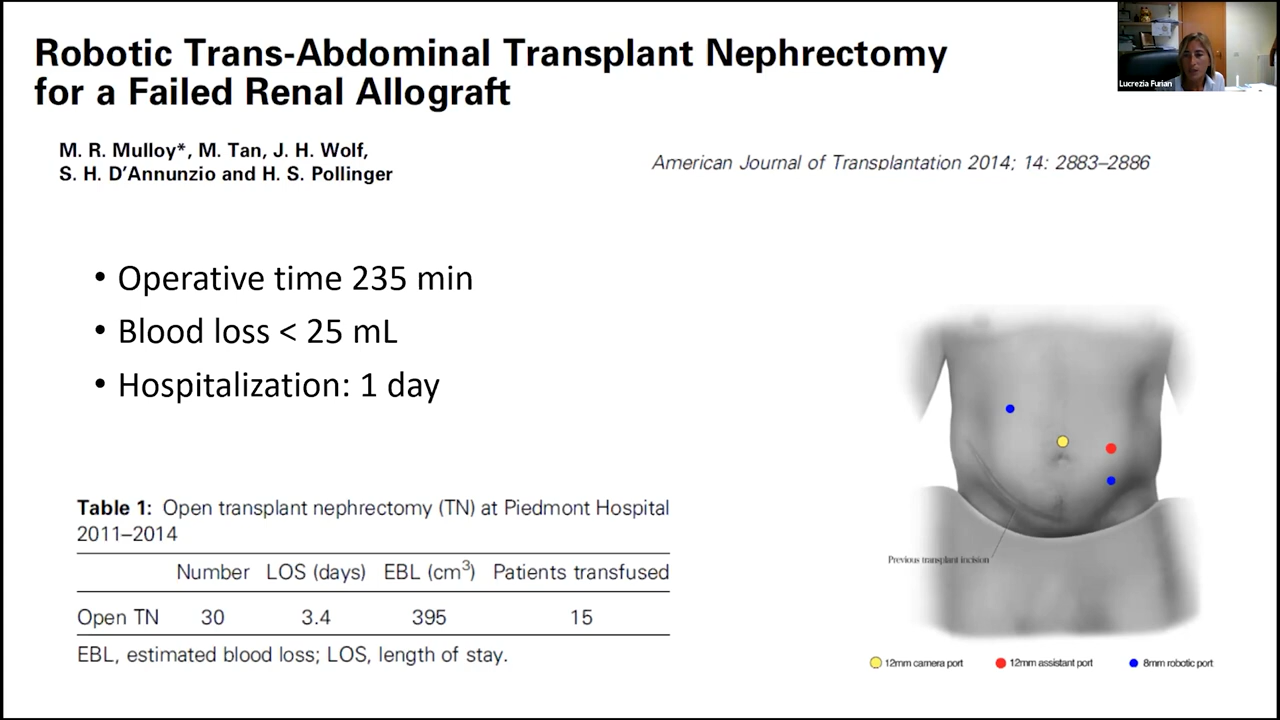 Robotic Trans-Abdominal Transplant Nephrectomy
for a Failed Renal Allograft
Lucrezia Furian
M. R. Mulloy*, M. Tan, J. H. Wolf,
S. H. D’Annunzio and H. S. Pollinger
American Journal of Transplantation 2014; 14: 2883–2886
• Operative time 235 min
• Blood loss < 25 mL
• Hospitalization: 1 day
Table 1: Open transplant nephrectomy (TN) at Piedmont Hospital
2011–2014
Number LOS (days) EBL (cm³) Patients transfused
Open TN 30 3.4 395 15
EBL, estimated blood loss; LOS, length of stay.
Previous transplant incision
12mm camera port 12mm assistant port 8mm robotic port